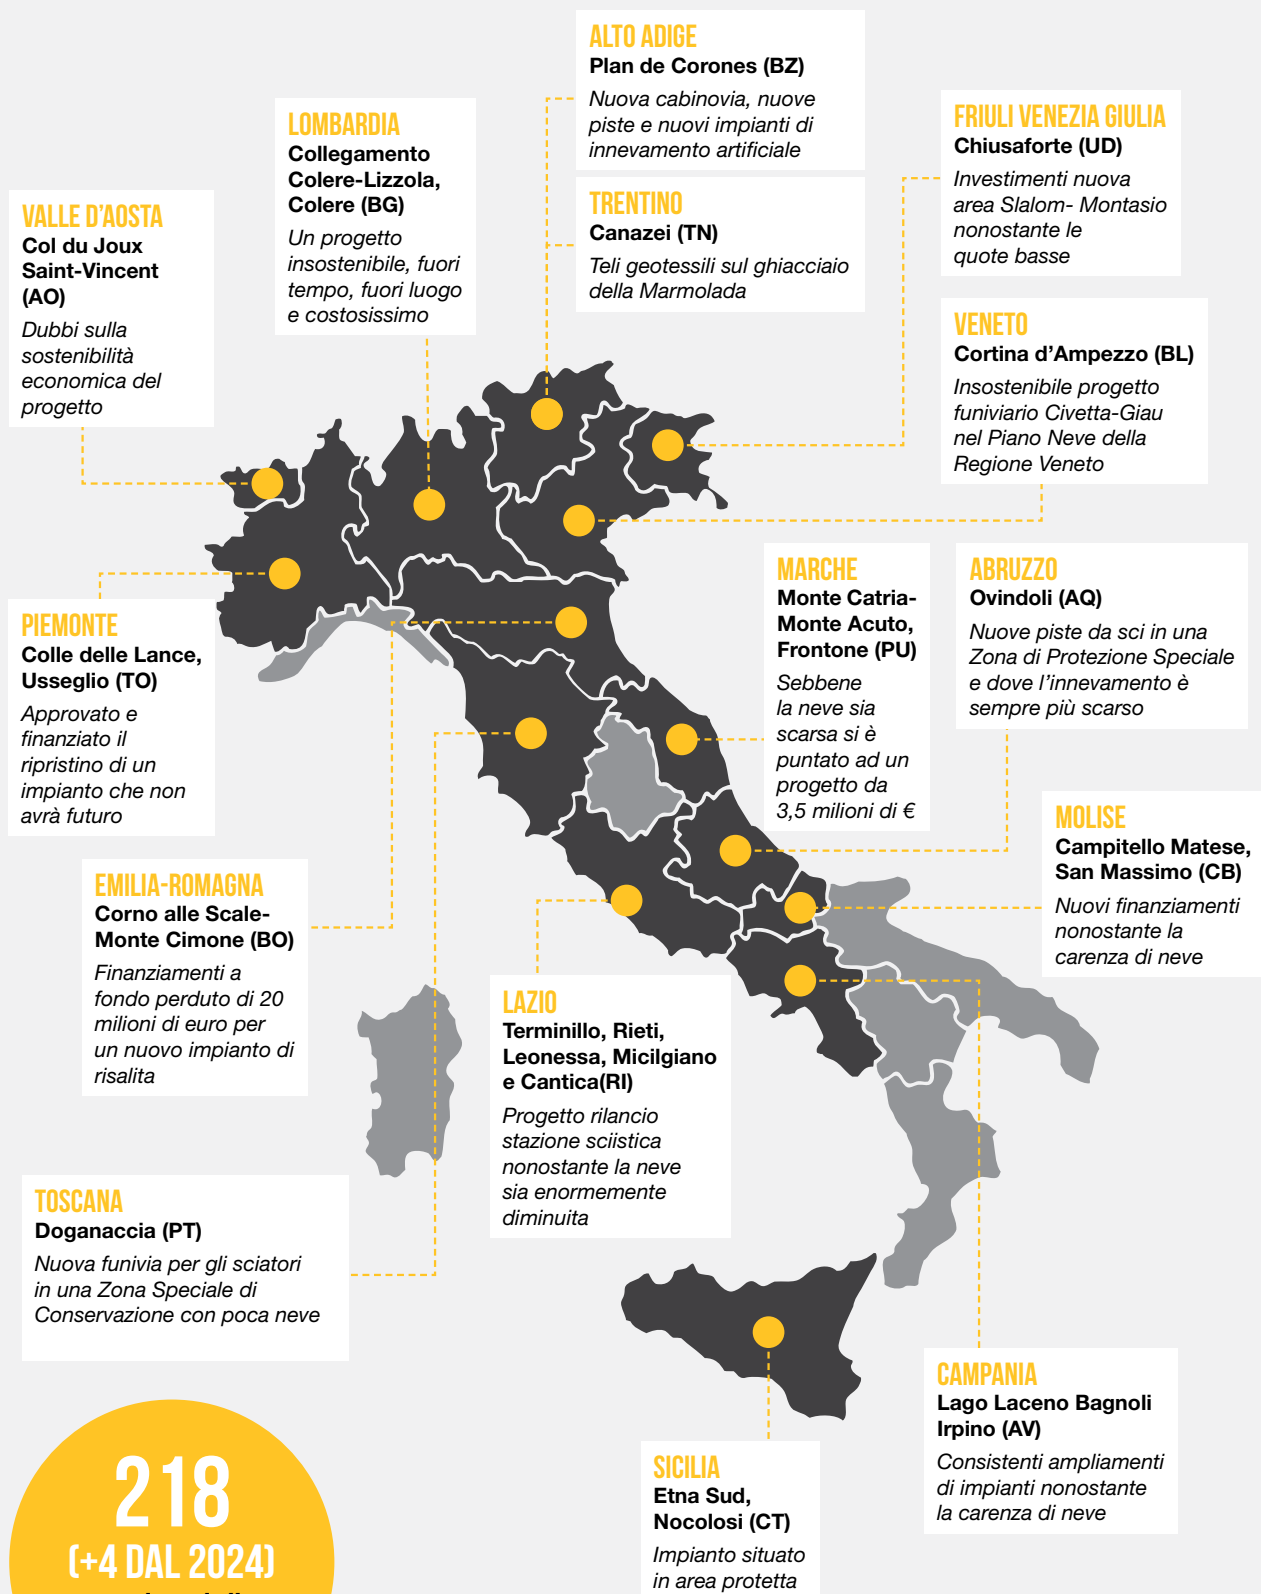 ALTO ADIGE
Plan de Corones (BZ)
Nuova cabinovia, nuove
piste e nuovi impianti di
innevamento artificiale
LOMBARDIA
Collegamento
Colere-Lizzola,
Colere (BG)
Un progetto
insostenibile, fuori
tempo, fuori luogo
e costosissimo
FRIULI VENEZIA GIULIA
Chiusaforte (UD)
Investimenti nuova
area Slalom- Montasio
nonostante le
quote basse
TRENTINO
Canazei (TN)
Teli geotessili sul ghiacciaio
della Marmolada
VALLE D'AOSTA
Col du Joux
Saint-Vincent
(AO)
Dubbi sulla
sostenibilità
economica del
progetto
VENETO
Cortina d'Ampezzo (BL)
Insostenibile progetto
funiviario Civetta-Giau
nel Piano Neve della
Regione Veneto
MARCHE
Monte Catria-
Monte Acuto,
Frontone (PU)
Sebbene
la neve sia
scarsa si è
puntato ad un
progetto da
3,5 milioni di €
ABRUZZO
Ovindoli (AQ)
Nuove piste da sci in una
Zona di Protezione Speciale
e dove l'innevamento è
sempre più scarso
PIEMONTE
Colle delle Lance,
Usseglio (TO)
Approvato e
finanziato il
ripristino di un
impianto che non
avrà futuro
MOLISE
Campitello Matese,
San Massimo (CB)
Nuovi finanziamenti
nonostante la
carenza di neve
EMILIA-ROMAGNA
Corno alle Scale-
Monte Cimone (BO)
Finanziamenti a
fondo perduto di 20
milioni di euro per
un nuovo impianto di
risalita
LAZIO
Terminillo, Rieti,
Leonessa, Micilgiano
e Cantica(RI)
Progetto rilancio
stazione sciistica
nonostante la neve
sia enormemente
diminuita
TOSCANA
Doganaccia (PT)
Nuova funivia per gli sciatori
in una Zona Speciale di
Conservazione con poca neve
CAMPANIA
Lago Laceno Bagnoli
Irpino (AV)
Consistenti ampliamenti
di impianti nonostante
la carenza di neve
SICILIA
Etna Sud,
Nocolosi (CT)
Impianto situato
in area protetta
218
(+4 DAL 2024)